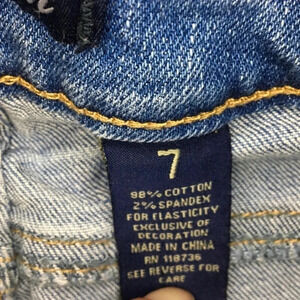 7
98% COTTON
2% SPANDEX
FOR ELASTICITY
EXCLUSIVE OF
DECORATION
MADE IN CHINA
RN 118736
SEE REVERSE FOR
CARE